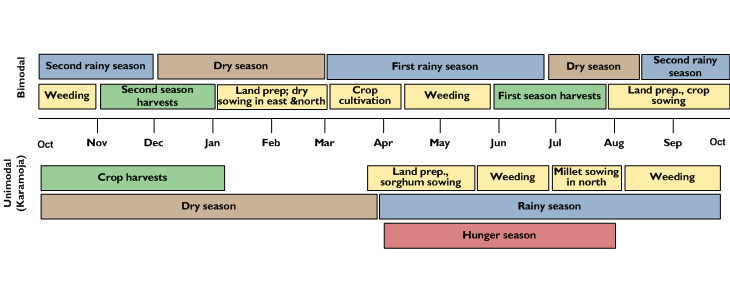 Bimodal
Second rainy season
Dry season
First rainy season
Dry season
Second rainy
season
Weeding
Second season
harvests
Land prep; dry
sowing in east &north
Crop
cultivation
Weeding
First season harvests
Land prep., crop
sowing
Oct
Nov
Dec
Jan
Feb
Mar
Apr
May
Jun
Jul
Aug
Sep
Oct
Unimodal
(Karamoja)
Crop harvests
Land prep.,
sorghum sowing
Weeding
Millet sowing
in north
Weeding
Dry season
Rainy season
Hunger season